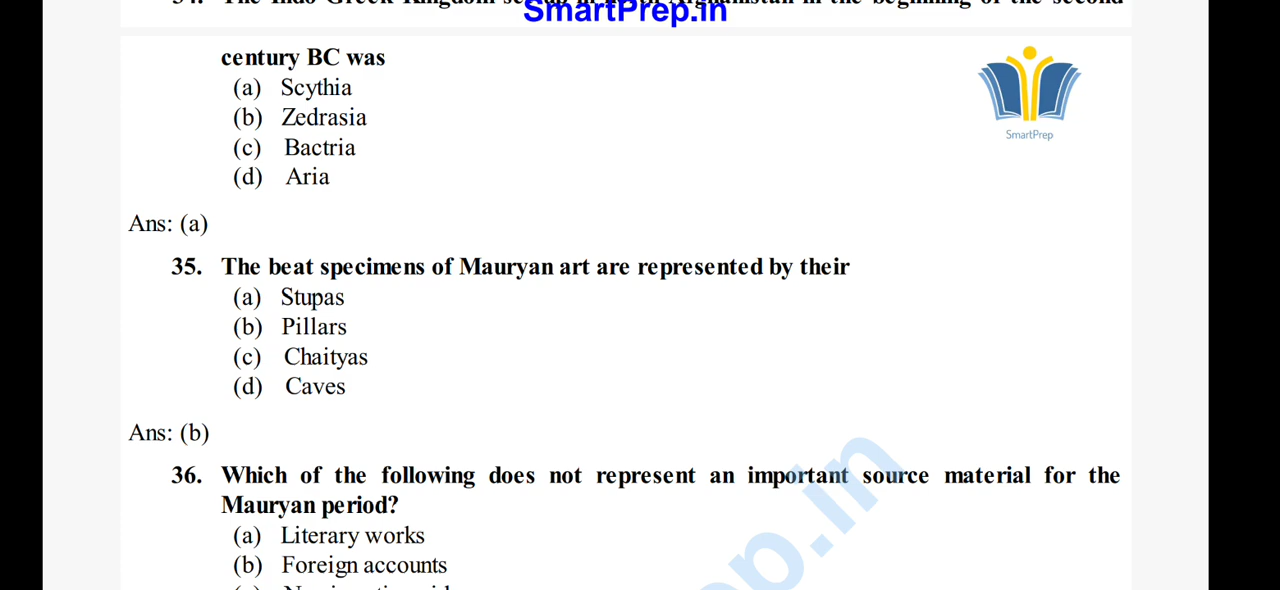 SmartPrep.in
century BC was
(a) Scythia
(b) Zedrasia
(c) Bactria
(d) Aria
SmartPrep
Ans: (a)
35. The beat specimens of Mauryan art are represented by their
(a) Stupas
(b) Pillars
(c) Chaityas
(d) Caves
Ans: (b)
36. Which of the following does not represent an important source material for the
Mauryan period?
(a) Literary works
(b) Foreign accounts